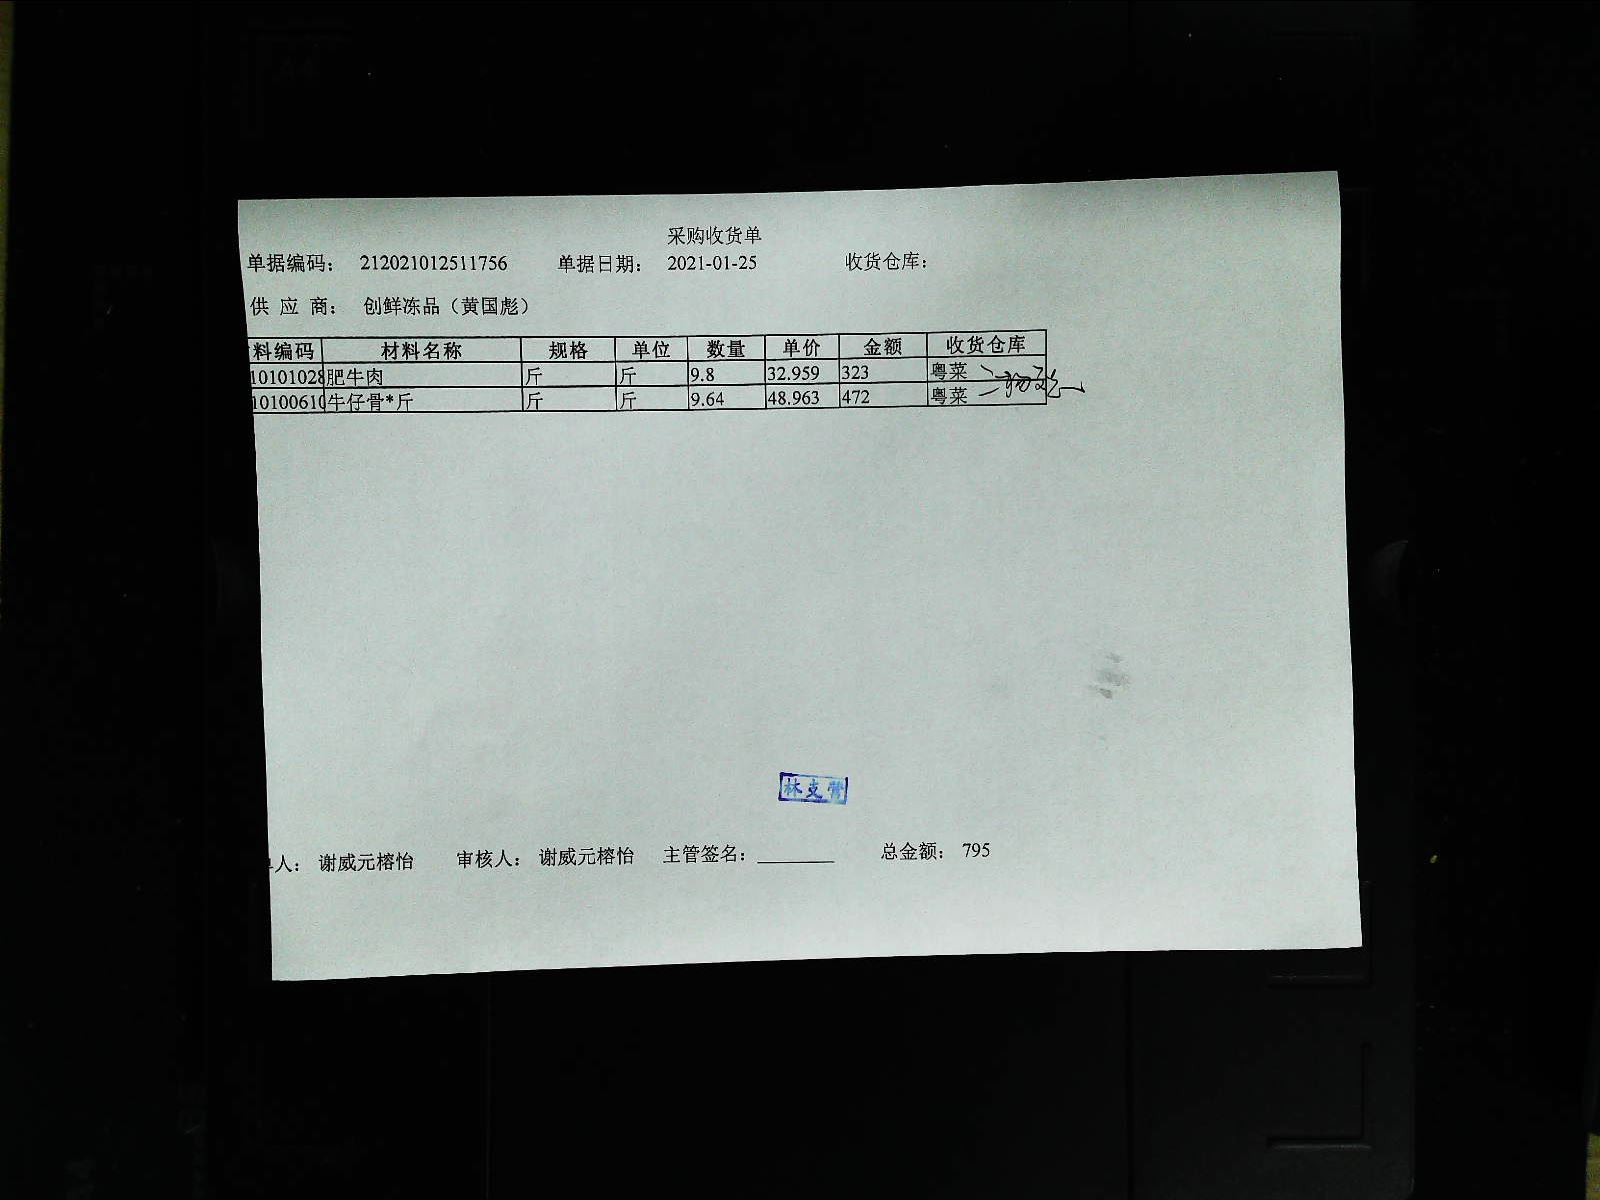 采购收货单
单据编码： 212021012511756 单据日期： 2021-01-25 收货仓库：
供 应 商： 创鲜冻品（黄国彪）
料编码 材料名称 规格 单位 数量 单价 金额 收货仓库
10101028 肥牛肉 斤 斤 9.8 32.959 323 粤菜
10100610 牛仔骨*斤 斤 斤 9.64 48.963 472 粤菜
林支营
人： 谢威元榕怡 审核人： 谢威元榕怡 主管签名：________ 总金额： 795